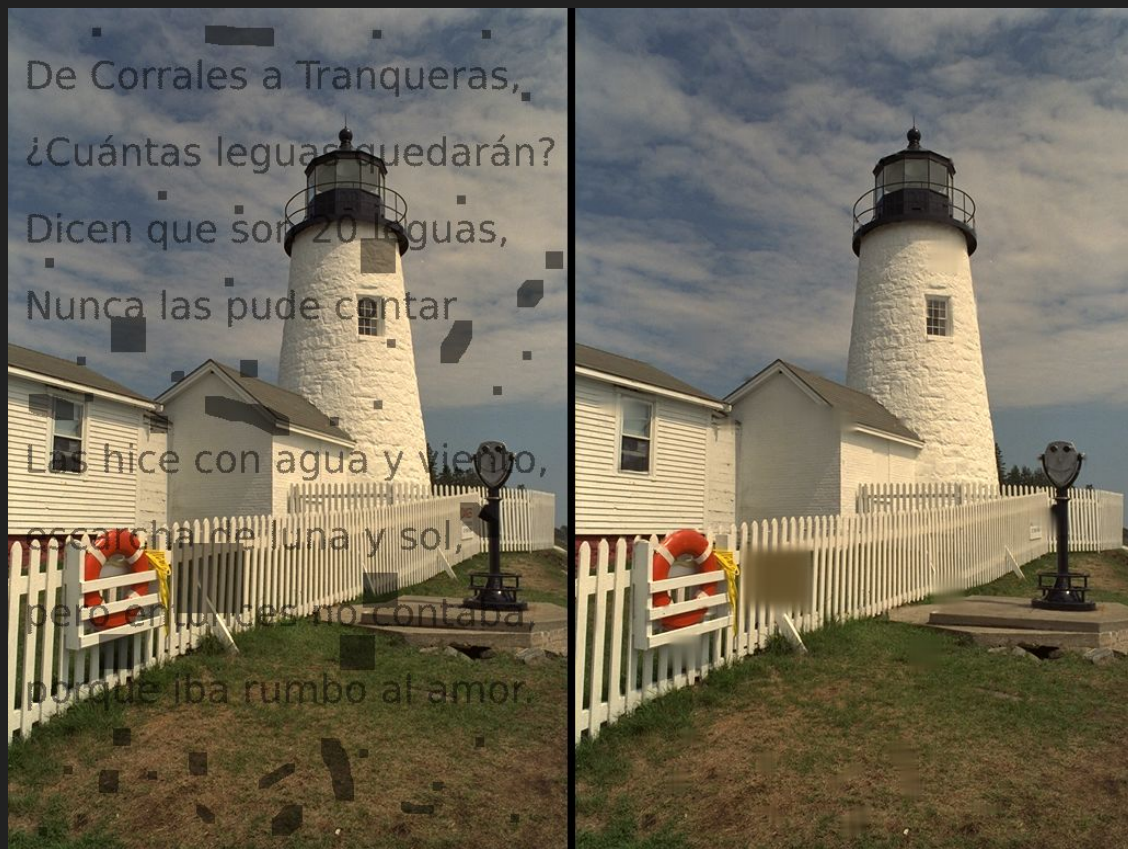 De Corrales a Tranqueras,
¿Cuántas leguas quedarán?
Dicen que son 20 leguas,
Nunca las pude contar
Las hice con agua y viento,
escarcha de luna y sol,
pero entonces no contaba,
porque iba rumbo al amor.